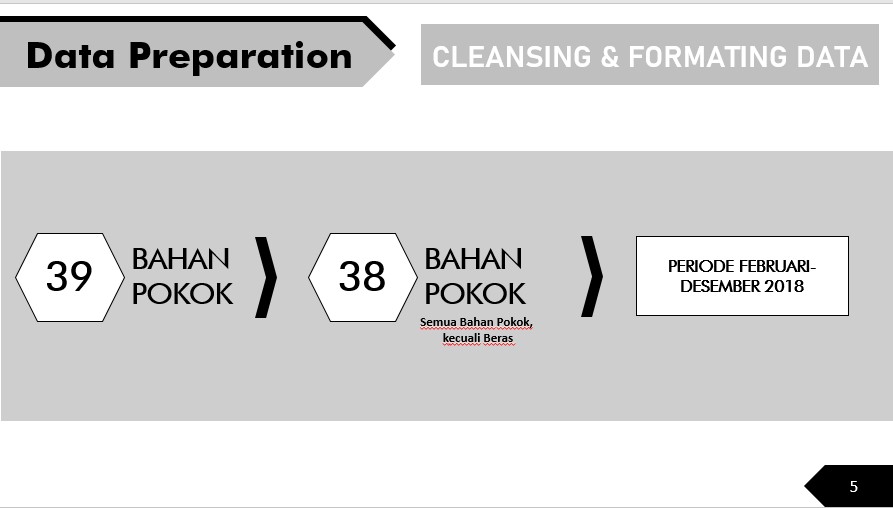 Data Preparation
CLEANSING & FORMATING DATA
39
BAHAN
POKOK
38
BAHAN
POKOK
Semua Bahan Pokok,
kecuali Beras
PERIODE FEBRUARI-
DESEMBER 2018
5